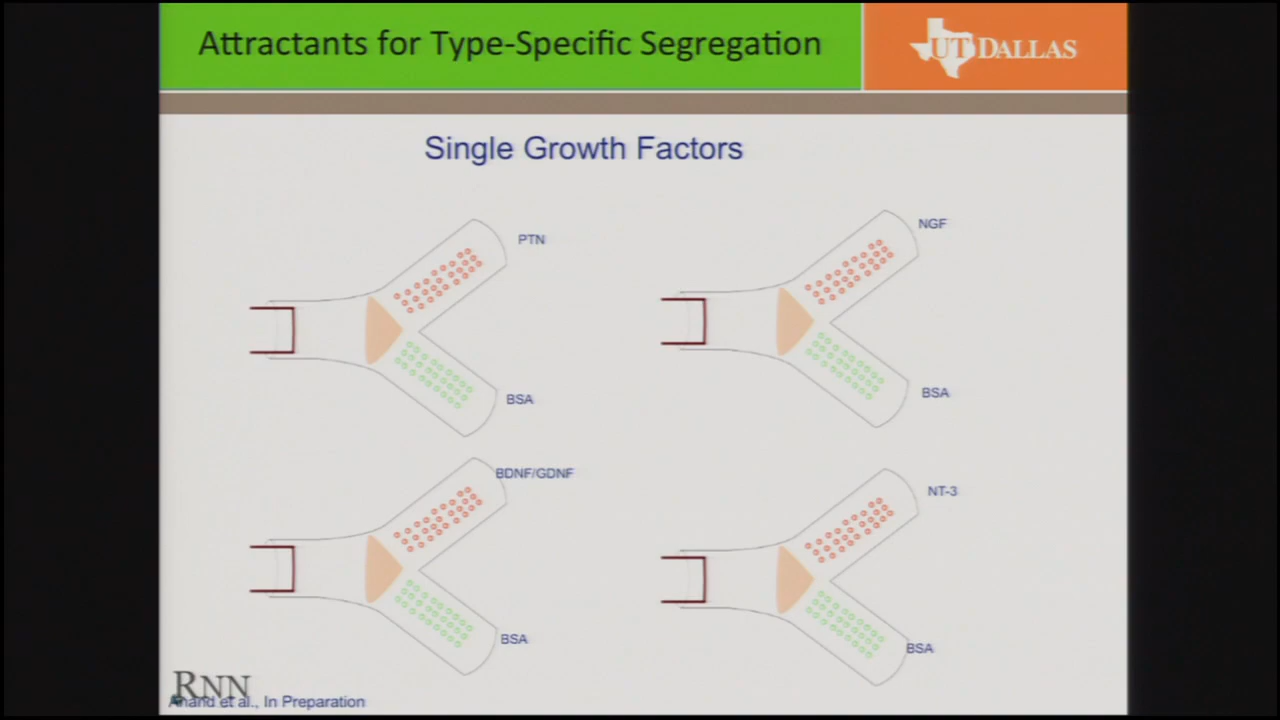 Attractants for Type-Specific Segregation
UT DALLAS
Single Growth Factors
PTN
NGF
BSA
BSA
BDNF/GDNF
NT-3
BSA
BSA
RNN
Anand et al., In Preparation